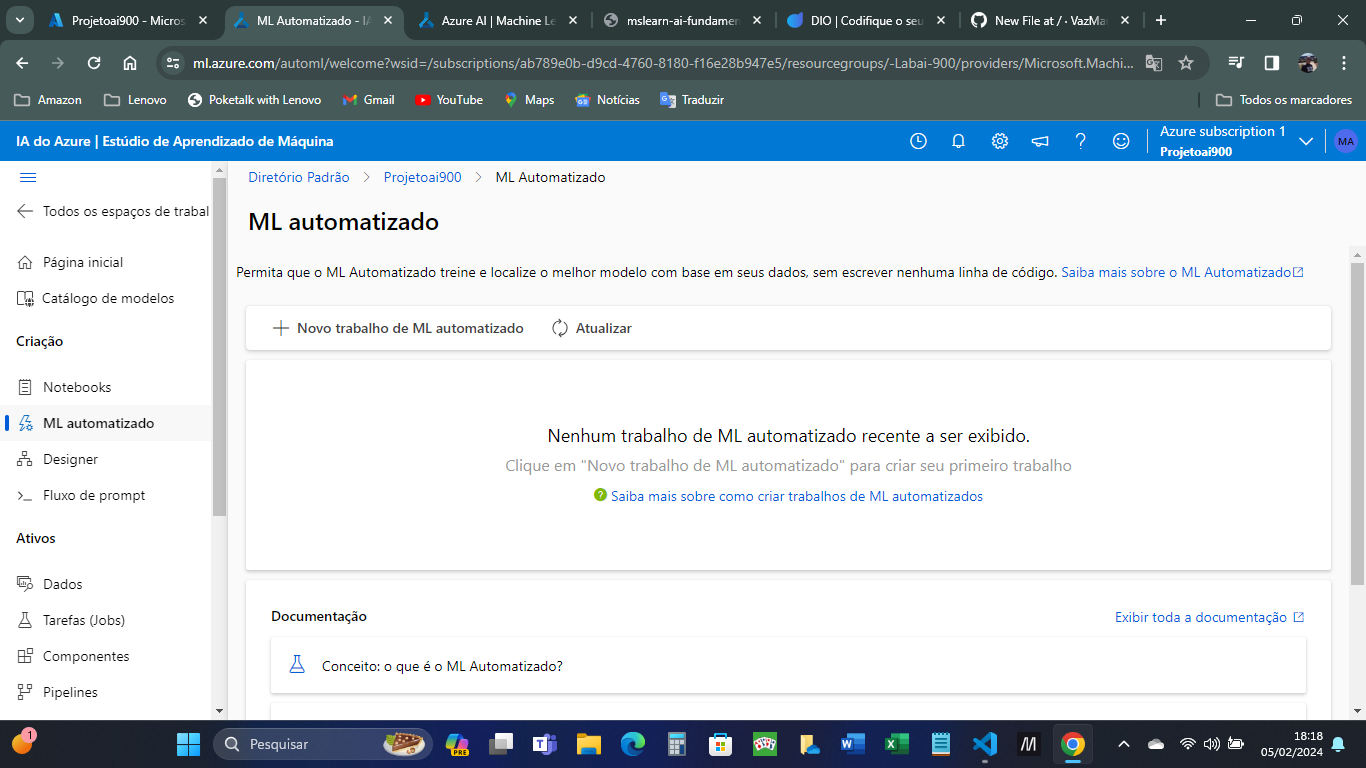 Projetoai900 - Micros
ML Automatizado - IA
Azure AI | Machine Le
mslearn-ai-fundamen
DIO | Codifique o seu
New File at / · VazMa
ml.azure.com/automl/welcome?wsid=/subscriptions/ab789e0b-d9cd-4760-8180-f16e28b947e5/resourcegroups/-Labai-900/providers/Microsoft.Machi...
Amazon
Lenovo
Poketalk with Lenovo
Gmail
YouTube
Maps
Notícias
Traduzir
Todos os marcadores
IA do Azure | Estúdio de Aprendizado de Máquina
Azure subscription 1
Projetoai900
MA
Todos os espaços de trabal
Página inicial
Catálogo de modelos
Criação
Notebooks
ML automatizado
Designer
Fluxo de prompt
Ativos
Dados
Tarefas (Jobs)
Componentes
Pipelines
Diretório Padrão > Projetoai900 > ML Automatizado
ML automatizado
Permita que o ML Automatizado treine e localize o melhor modelo com base em seus dados, sem escrever nenhuma linha de código. Saiba mais sobre o ML Automatizado
Novo trabalho de ML automatizado
Atualizar
Nenhum trabalho de ML automatizado recente a ser exibido.
Clique em "Novo trabalho de ML automatizado" para criar seu primeiro trabalho
Saiba mais sobre como criar trabalhos de ML automatizados
Documentação
Exibir toda a documentação
Conceito: o que é o ML Automatizado?
1
Pesquisar
PRE
18:18
05/02/2024